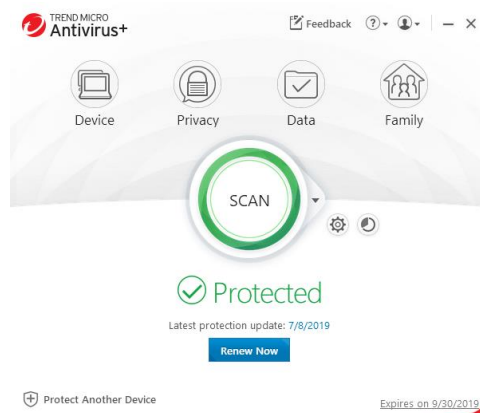 TREND MICRO
Antivirus+
Feedback
?
Device
Privacy
Data
Family
SCAN
Protected
Latest protection update: 7/8/2019
Renew Now
Protect Another Device
Expires on 9/30/2019